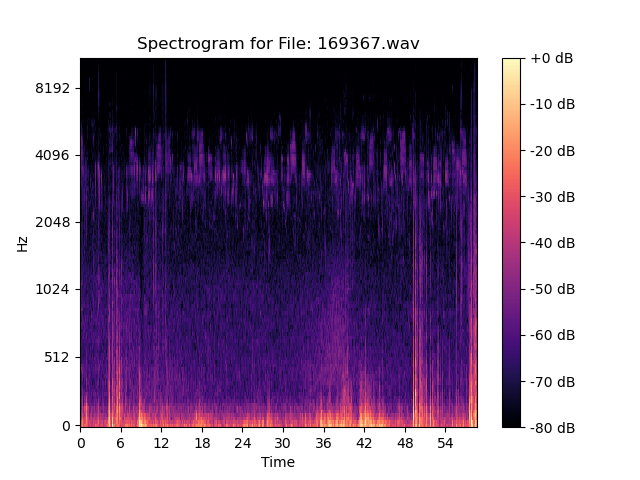 Spectrogram for File: 169367.wav
8192
4096
2048
1024
512
0
Hz
0 6 12 18 24 30 36 42 48 54
Time
+0 dB
-10 dB
-20 dB
-30 dB
-40 dB
-50 dB
-60 dB
-70 dB
-80 dB